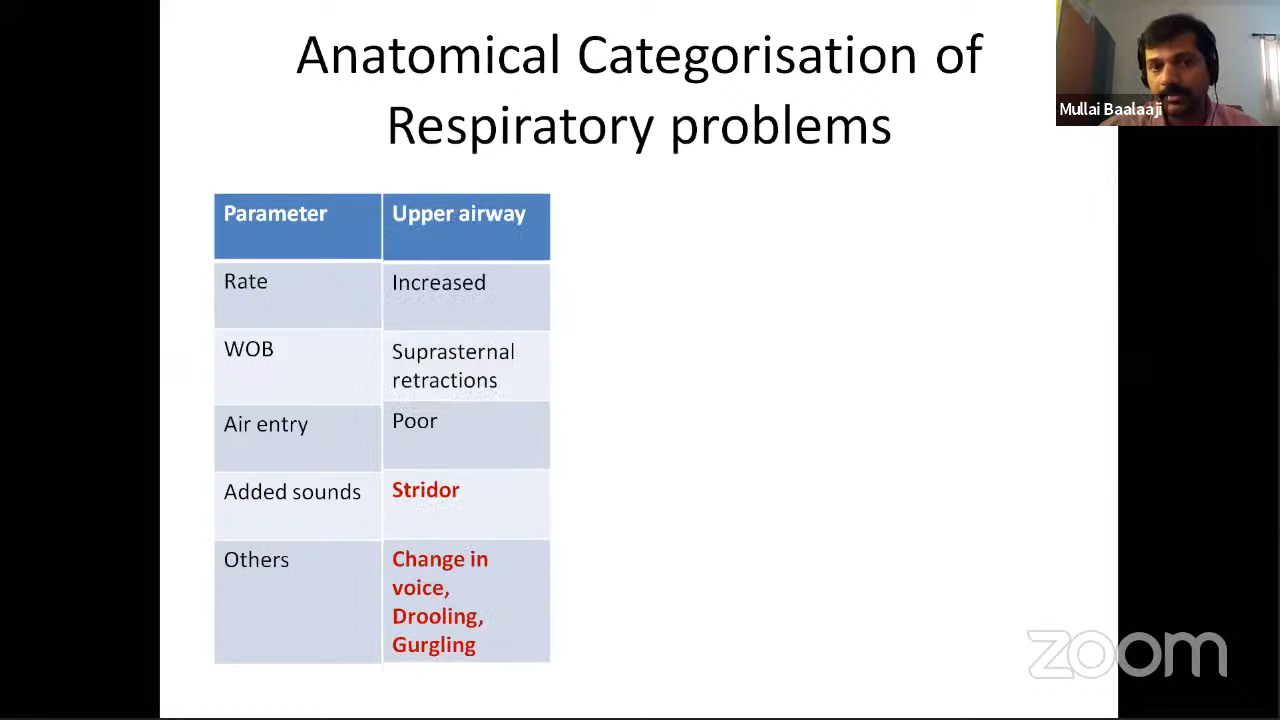 Anatomical Categorisation of
Respiratory problems
Mullai Baalaaji
Parameter
Upper airway
Rate
Increased
WOB
Suprasternal
retractions
Air entry
Poor
Added sounds
Stridor
Others
Change in
voice,
Drooling,
Gurgling
zoom